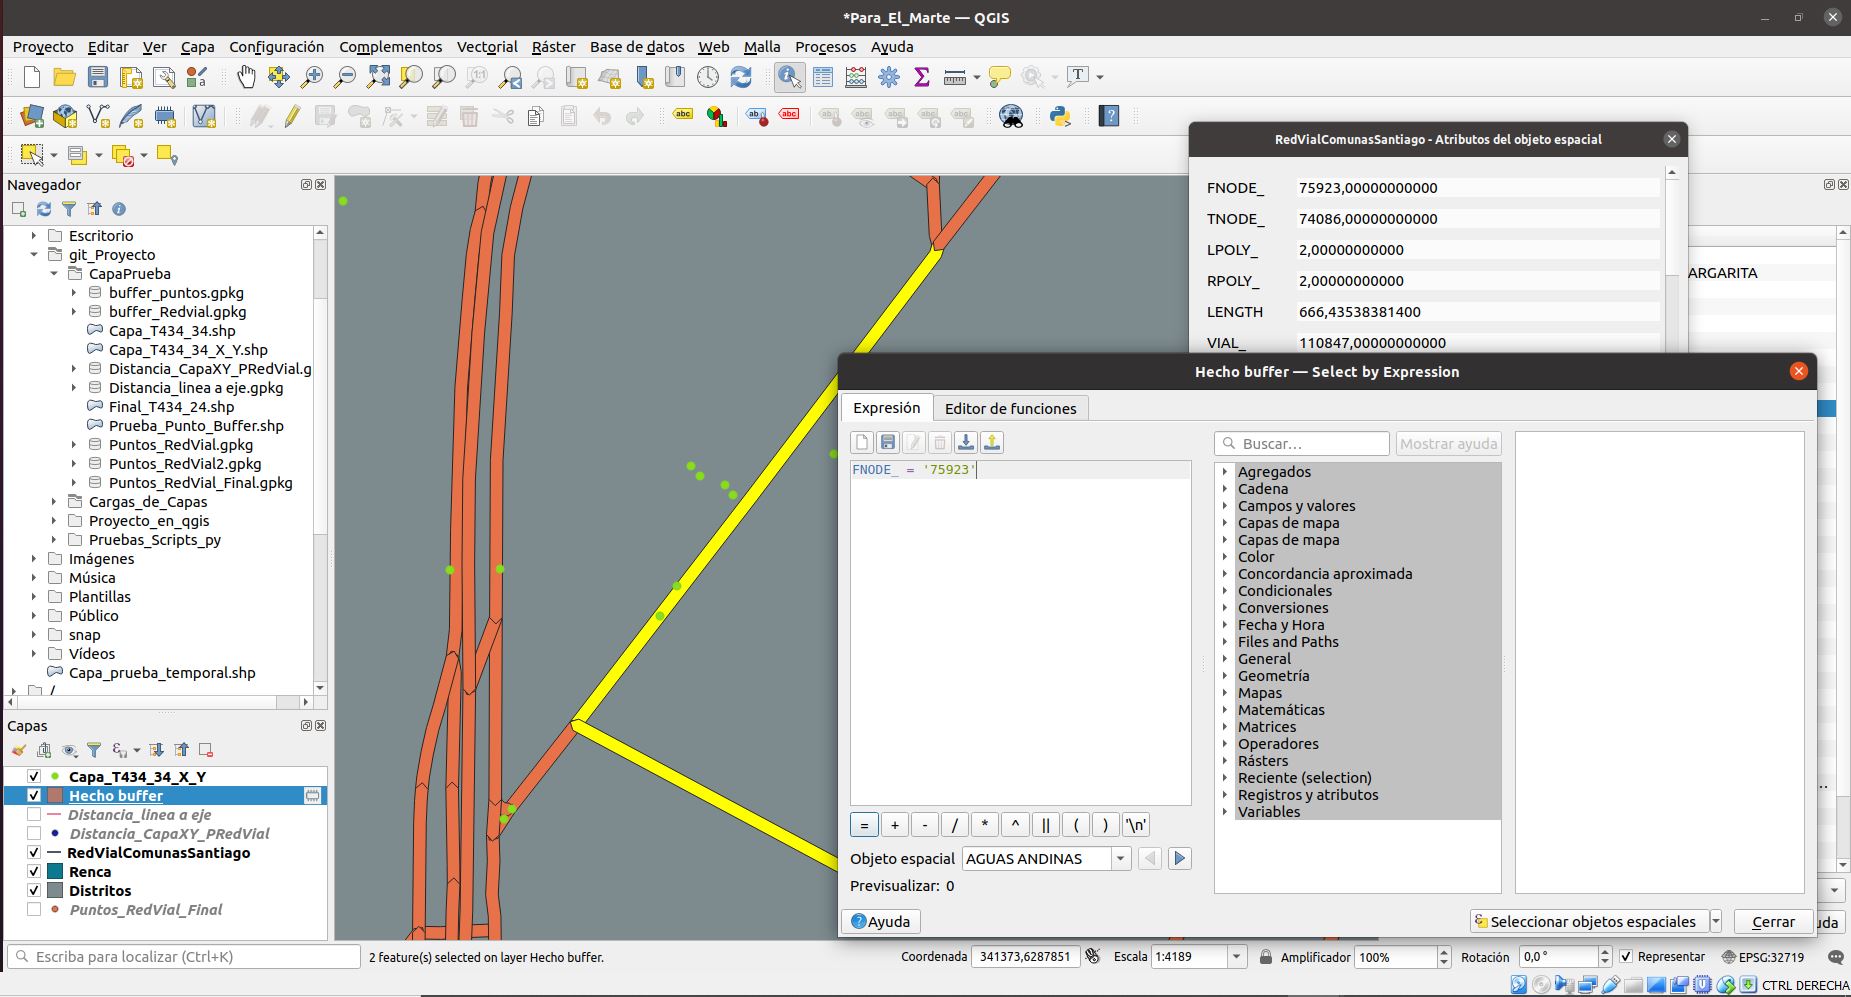 *Para_El_Marte — QGIS
Proyecto Editar Ver Capa Configuración Complementos Vectorial Ráster Base de datos Web Malla Procesos Ayuda
Navegador
Escritorio
git_Proyecto
CapaPrueba
buffer_puntos.gpkg
buffer_Redvial.gpkg
Capa_T434_34.shp
Capa_T434_34_X_Y.shp
Distancia_CapaXY_PRedVial.g
Distancia_linea a eje.gpkg
Final_T434_24.shp
Prueba_Punto_Buffer.shp
Puntos_RedVial.gpkg
Puntos_RedVial2.gpkg
Puntos_RedVial_Final.gpkg
Cargas_de_Capas
Proyecto_en_qgis
Pruebas_Scripts_py
Imágenes
Música
Plantillas
Público
snap
Vídeos
Capa_prueba_temporal.shp
/
Capas
Capa_T434_34_X_Y
Hecho buffer
Distancia_linea a eje
Distancia_CapaXY_PRedVial
RedVialComunasSantiago
Renca
Distritos
Puntos_RedVial_Final
RedVialComunasSantiago - Atributos del objeto espacial
FNODE_ 75923,00000000000
TNODE_ 74086,00000000000
LPOLY_ 2,00000000000
RPOLY_ 2,00000000000
LENGTH 666,43538381400
VIAL_ 110847,00000000000
ARGARITA
Hecho buffer — Select by Expression
Expresión Editor de funciones
Buscar... Mostrar ayuda
FNODE_ = '75923'
Agregados
Cadena
Campos y valores
Capas de mapa
Capas de mapa
Color
Concordancia aproximada
Condicionales
Conversiones
Fecha y Hora
Files and Paths
General
Geometría
Mapas
Matemáticas
Matrices
Operadores
Rásters
Reciente (selection)
Registros y atributos
Variables
= + - / * ^ || ( ) '\n'
Objeto espacial AGUAS ANDINAS
Previsualizar: 0
Ayuda Seleccionar objetos espaciales Cerrar
uda
Escriba para localizar (Ctrl+K) 2 feature(s) selected on layer Hecho buffer. Coordenada 341373,6287851 Escala 1:4189 Amplificador 100% Rotación 0,0 ° Representar EPSG:32719
CTRL DERECHA